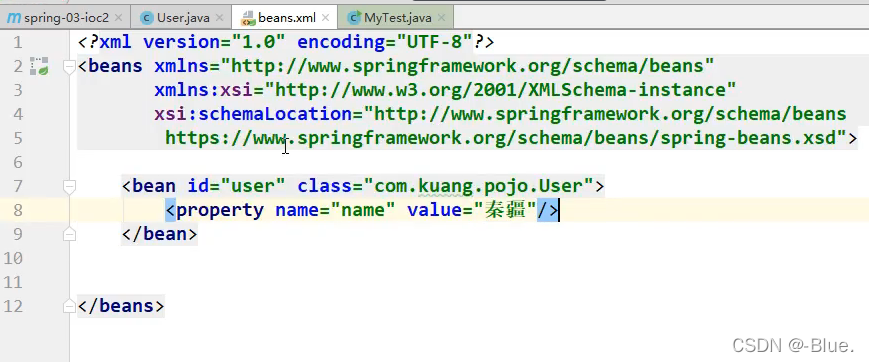 spring-03-ioc2 × User.java × beans.xml × MyTest.java ×
1 <?xml version="1.0" encoding="UTF-8"?>
2 <beans xmlns="http://www.springframework.org/schema/beans"
3 xmlns:xsi="http://www.w3.org/2001/XMLSchema-instance"
4 xsi:schemaLocation="http://www.springframework.org/schema/beans
5 https://www.springframework.org/schema/beans/spring-beans.xsd">
6
7 <bean id="user" class="com.kuang.pojo.User">
8 <property name="name" value="秦疆"/>
9 </bean>
10
11
12 </beans>
CSDN @-Blue.